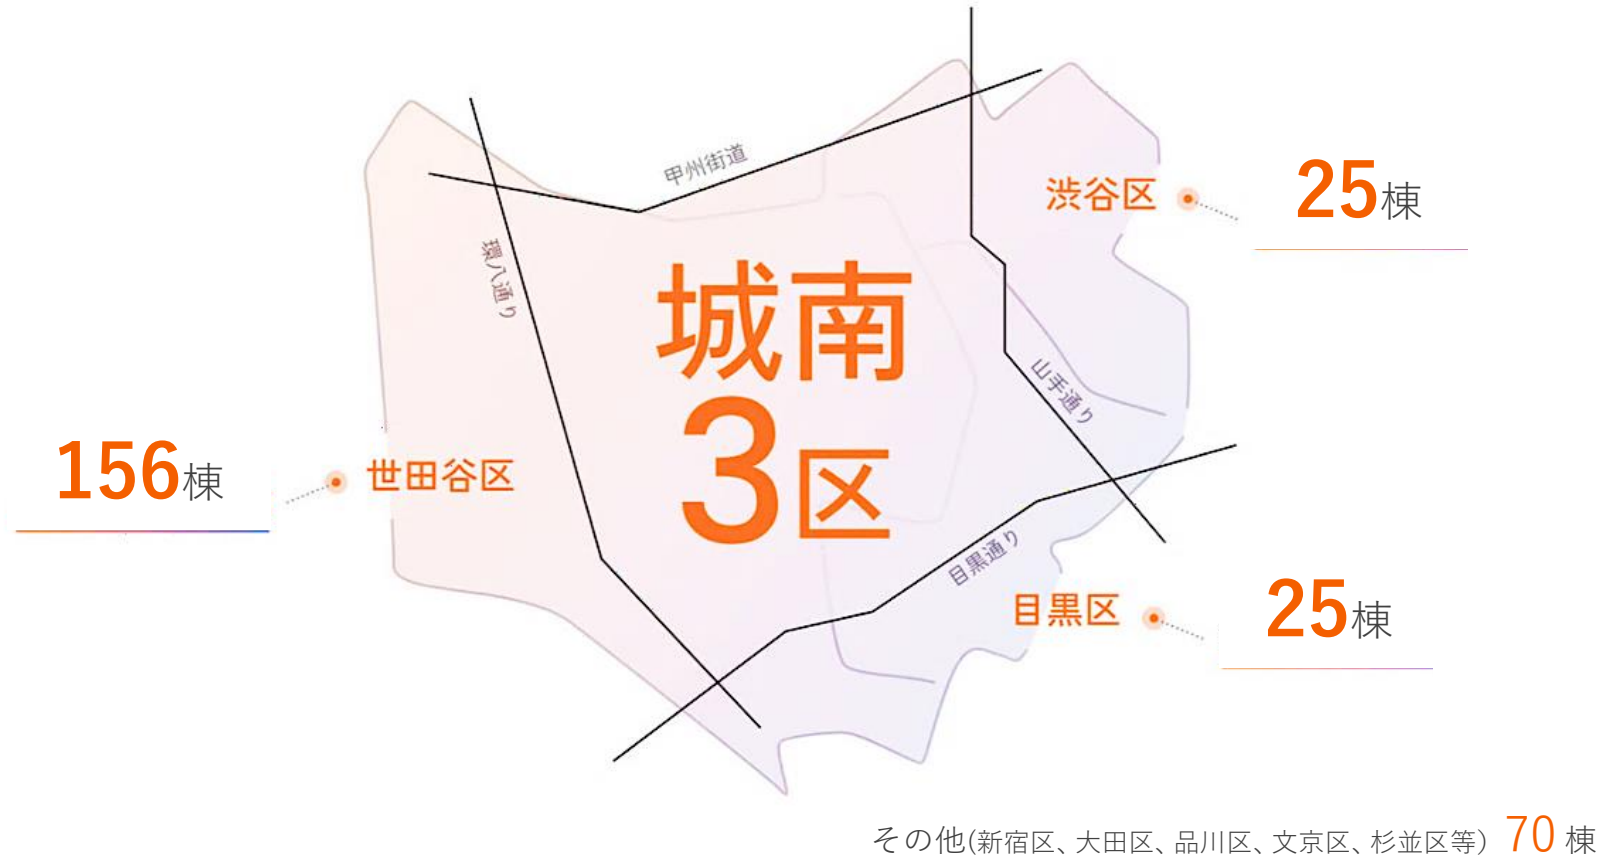 甲州街道
環八通り
渋谷区
25棟
城南
3区
山手通り
156棟
世田谷区
目黒通り
目黒区
25棟
その他(新宿区、大田区、品川区、文京区、杉並区等) 70棟